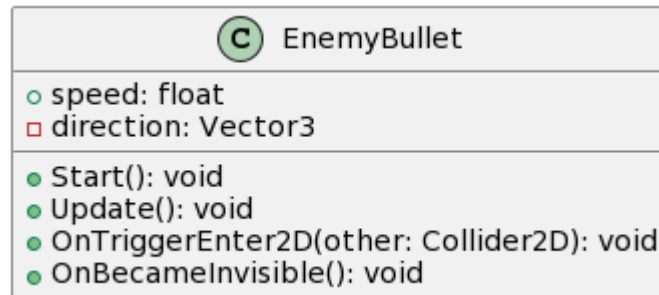 C EnemyBullet
speed: float
direction: Vector3
Start(): void
Update(): void
OnTriggerEnter2D(other: Collider2D): void
OnBecameInvisible(): void